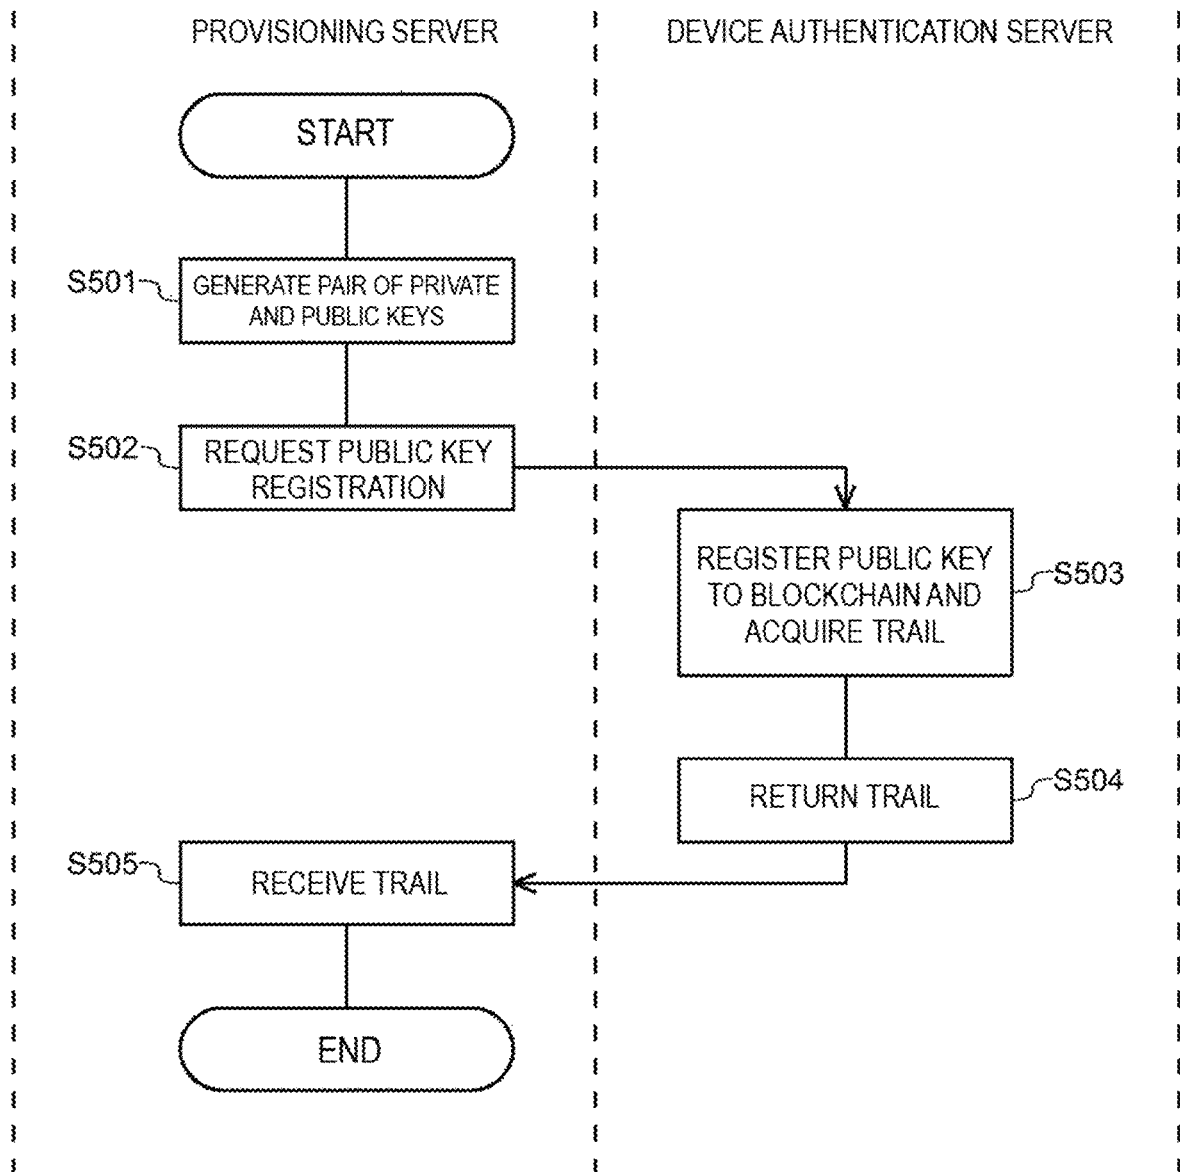 PROVISIONING SERVER
DEVICE AUTHENTICATION SERVER
START
S501
GENERATE PAIR OF PRIVATE
AND PUBLIC KEYS
S502
REQUEST PUBLIC KEY
REGISTRATION
REGISTER PUBLIC KEY
TO BLOCKCHAIN AND
ACQUIRE TRAIL
S503
RETURN TRAIL
S504
S505
RECEIVE TRAIL
END